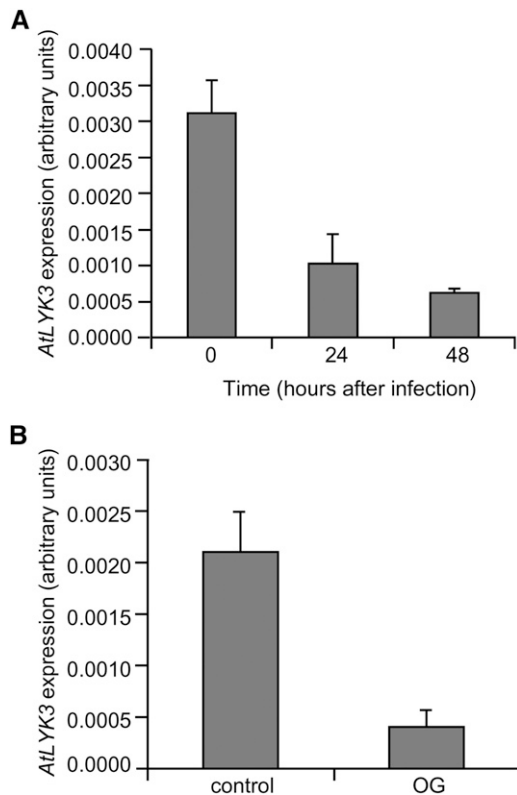 A
AtLYK3 expression (arbitrary units)
0.0040
0.0035
0.0030
0.0025
0.0020
0.0015
0.0010
0.0005
0.0000
0 24 48
Time (hours after infection)
B
AtLYK3 expression (arbitrary units)
0.0030
0.0025
0.0020
0.0015
0.0010
0.0005
0.0000
control OG